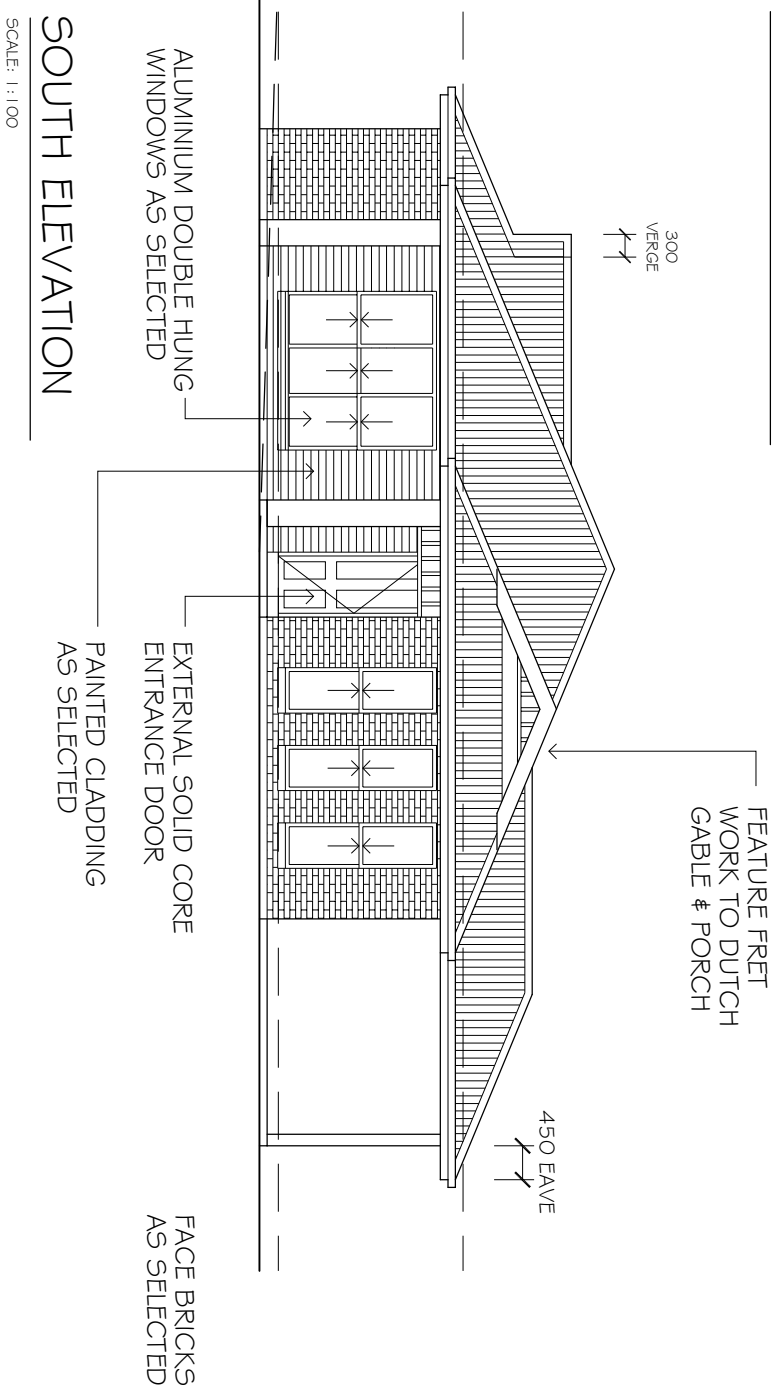 FEATURE FRET
WORK TO DUTCH
GABLE & PORCH
300
VERGE
450 EAVE
FACE BRICKS
AS SELECTED
ALUMINIUM DOUBLE HUNG
WINDOWS AS SELECTED
EXTERNAL SOLID CORE
ENTRANCE DOOR
PAINTED CLADDING
AS SELECTED
SOUTH ELEVATION
SCALE: 1:100